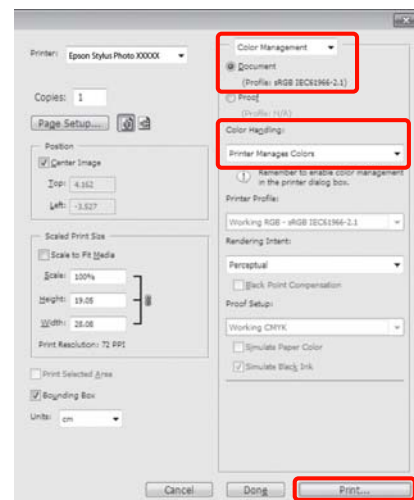 Printer: Epson Stylus Photo XXXXX
Copies: 1
Page Setup...
Position
Center Image
Top: 4.162
Left: -3.527
Scaled Print Size
Scale to Fit Media
Scale: 100%
Height: 19.05
Width: 28.08
Print Resolution: 72 PPI
Print Selected Area
Bounding Box
Units: cm
Color Management
Document
(Profile: sRGB IEC61966-2.1)
Proof
(Profile: N/A)
Color Handling:
Printer Manages Colors
Remember to enable color management
in the printer dialog box.
Printer Profile:
Working RGB - sRGB IEC61966-2.1
Rendering Intent:
Perceptual
Black Point Compensation
Proof Setup:
Working CMYK
Simulate Paper Color
Simulate Black Ink
Cancel Done Print...